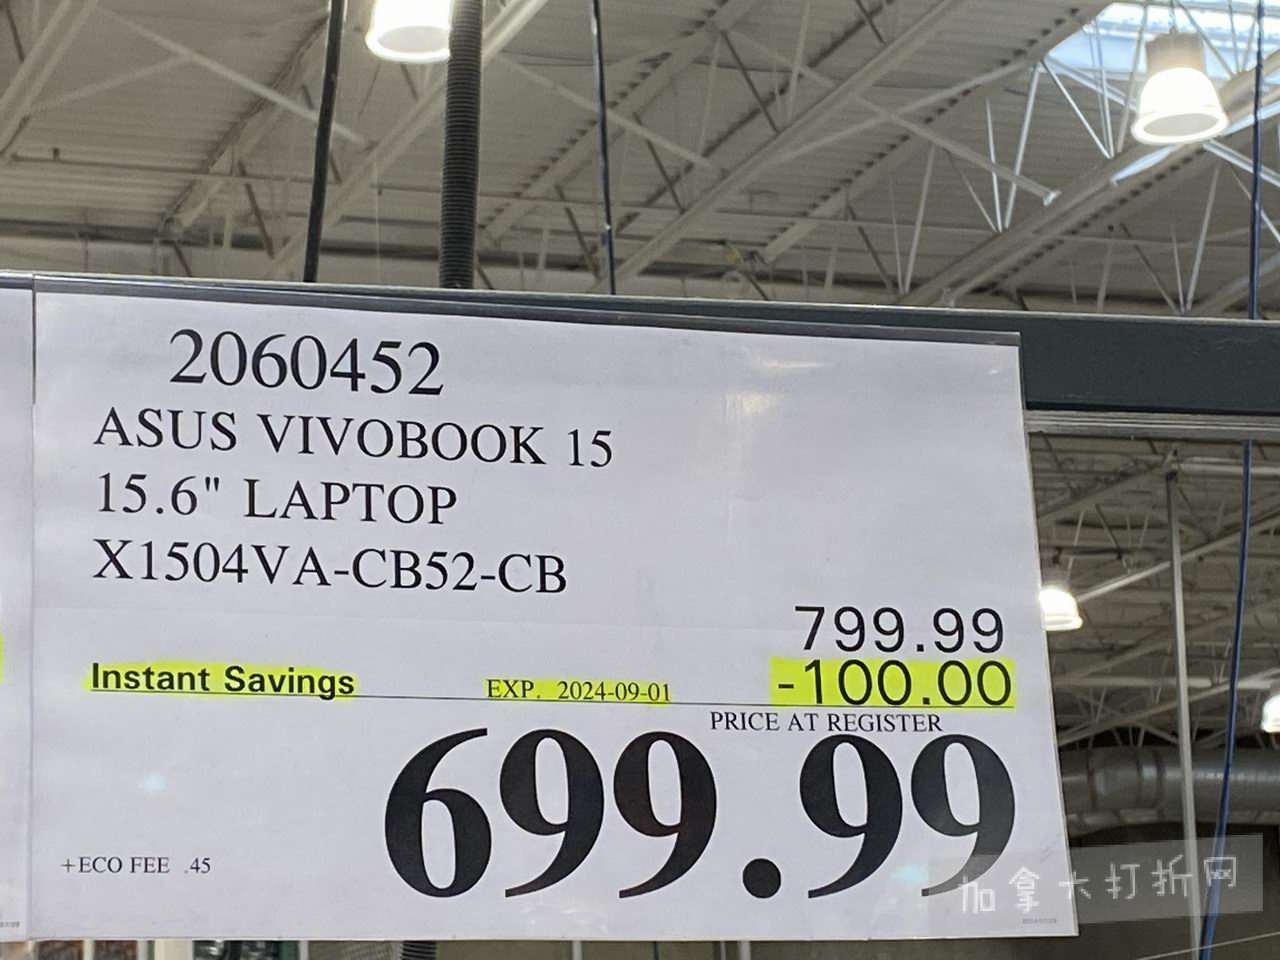 2060452
ASUS VIVOBOOK 15
15.6" LAPTOP
X1504VA-CB52-CB
799.99
Instant Savings EXP. 2024-09-01 -100.00
PRICE AT REGISTER
699.99
+ECO FEE .45
加拿大打折网